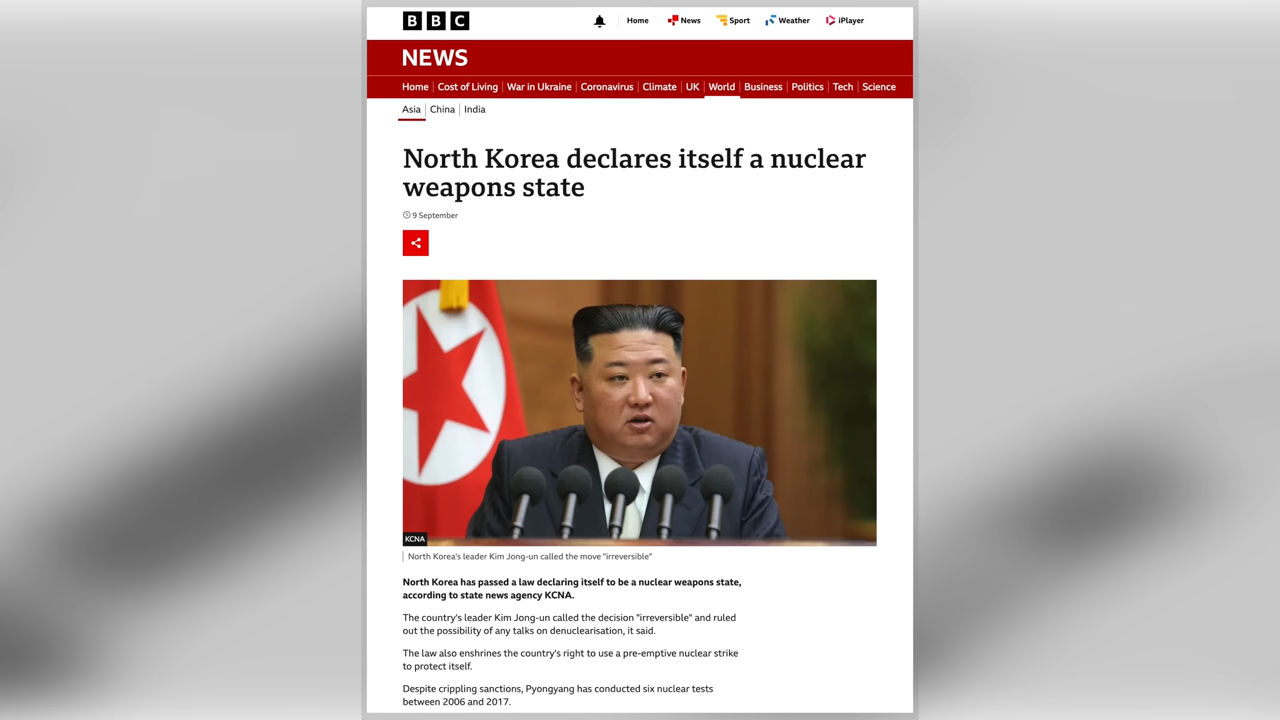 BBC
Home News Sport Weather iPlayer
NEWS
Home Cost of Living War in Ukraine Coronavirus Climate UK World Business Politics Tech Science
Asia China India
North Korea declares itself a nuclear
weapons state
9 September
KCNA
North Korea's leader Kim Jong-un called the move "irreversible"
North Korea has passed a law declaring itself to be a nuclear weapons state,
according to state news agency KCNA.
The country's leader Kim Jong-un called the decision "irreversible" and ruled
out the possibility of any talks on denuclearisation, it said.
The law also enshrines the country's right to use a pre-emptive nuclear strike
to protect itself.
Despite crippling sanctions, Pyongyang has conducted six nuclear tests
between 2006 and 2017.